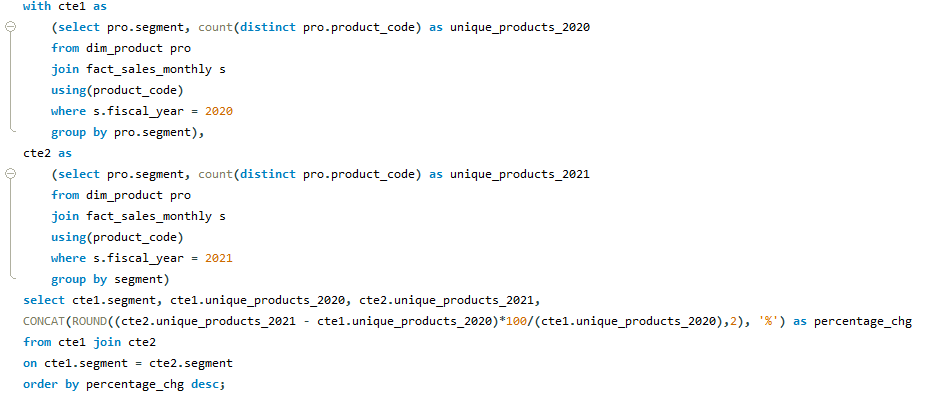 with cte1 as
(select pro.segment, count(distinct pro.product_code) as unique_products_2020
from dim_product pro
join fact_sales_monthly s
using(product_code)
where s.fiscal_year = 2020
group by pro.segment),
cte2 as
(select pro.segment, count(distinct pro.product_code) as unique_products_2021
from dim_product pro
join fact_sales_monthly s
using(product_code)
where s.fiscal_year = 2021
group by segment)
select cte1.segment, cte1.unique_products_2020, cte2.unique_products_2021,
CONCAT(ROUND((cte2.unique_products_2021 - cte1.unique_products_2020)*100/(cte1.unique_products_2020),2), '%') as percentage_chg
from cte1 join cte2
on cte1.segment = cte2.segment
order by percentage_chg desc;